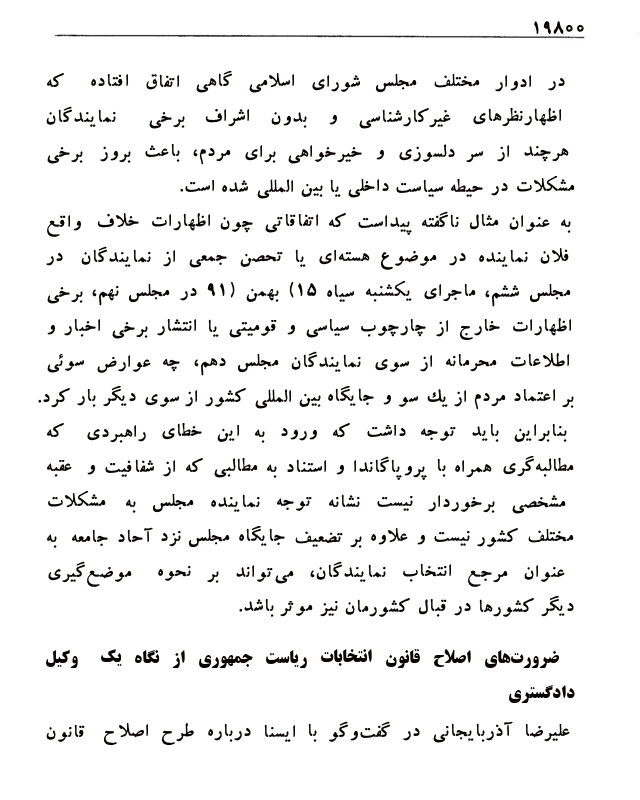 ۱۹۸۰۰
در ادوار مختلف مجلس شورای اسلامی گاهی اتفاق افتاده که
اظهارنظرهای غیرکارشناسی و بدون اشراف برخی نمایندگان
هرچند از سر دلسوزی و خیرخواهی برای مردم، باعث بروز برخی
مشکلات در حیطه سیاست داخلی یا بین المللی شده است.
به عنوان مثال ناگفته پیداست که اتفاقاتی چون اظهارات خلاف واقع
فلان نماینده در موضوع هسته‌ای یا تحصن جمعی از نمایندگان در
مجلس ششم، ماجرای یکشنبه سیاه ۱۵) بهمن (۹۱ در مجلس نهم، برخی
اظهارات خارج از چارچوب سیاسی و قومیتی یا انتشار برخی اخبار و
اطلاعات محرمانه از سوی نمایندگان مجلس دهم، چه عوارض سوئی
بر اعتماد مردم از یك سو و جایگاه بین المللی کشور از سوی دیگر بار کرد.
بنابراین باید توجه داشت که ورود به این خطای راهبردی که
مطالبه‌گری همراه با پروپاگاندا و استناد به مطالبی که از شفافیت و عقبه
مشخصی برخوردار نیست نشانه توجه نماینده مجلس به مشکلات
مختلف کشور نیست و علاوه بر تضعیف جایگاه مجلس نزد آحاد جامعه به
عنوان مرجع انتخاب نمایندگان، می‌تواند بر نحوه موضع‌گیری
دیگر کشورها در قبال کشورمان نیز موثر باشد.
ضرورت‌های اصلاح قانون انتخابات ریاست جمهوری از نگاه یک وکیل
دادگستری
علیرضا آذربایجانی در گفت‌وگو با ایسنا درباره طرح اصلاح قانون